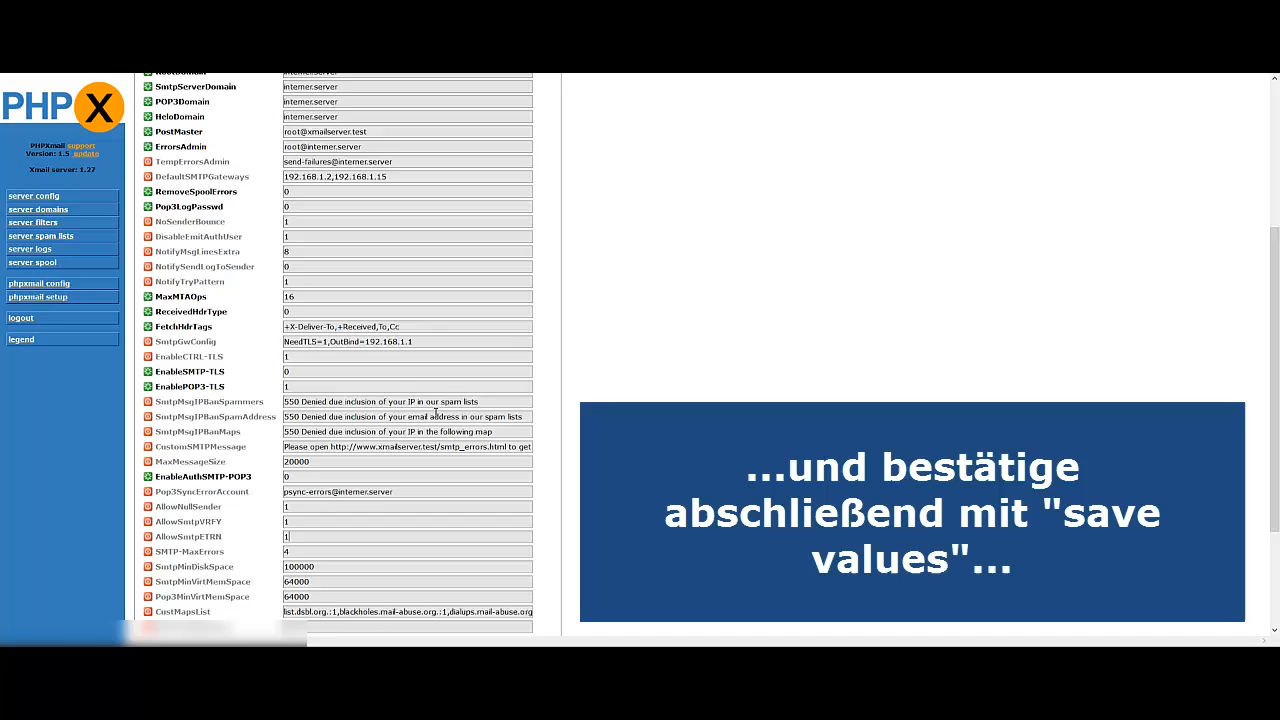 PHP X
PHPXmail support
Version: 1.5 update
Xmail server: 1.27
server config
server domains
server filters
server spam lists
server logs
server spool
phpxmail config
phpxmail setup
logout
legend
RootDomain interner.server
SmtpServerDomain interner.server
POP3Domain interner.server
HeloDomain interner.server
PostMaster root@xmailserver.test
ErrorsAdmin root@interner.server
TempErrorsAdmin send-failures@interner.server
DefaultSMTPGateways 192.168.1.2,192.168.1.15
RemoveSpoolErrors 0
Pop3LogPasswd 0
NoSenderBounce 1
DisableEmitAuthUser 1
NotifyMsgLinesExtra 8
NotifySendLogToSender 0
NotifyTryPattern 1
MaxMTAOps 16
ReceivedHdrType 0
FetchHdrTags +X-Deliver-To,+Received,To,Cc
SmtpGwConfig NeedTLS=1,OutBind=192.168.1.1
EnableCTRL-TLS 1
EnableSMTP-TLS 0
EnablePOP3-TLS 1
SmtpMsgIPBanSpammers 550 Denied due inclusion of your IP in our spam lists
SmtpMsgIPBanSpamAddress 550 Denied due inclusion of your email address in our spam lists
SmtpMsgIPBanMaps 550 Denied due inclusion of your IP in the following map
CustomSMTPMessage Please open http://www.xmailserver.test/smtp_errors.html to get
MaxMessageSize 20000
EnableAuthSMTP-POP3 0
Pop3SyncErrorAccount psync-errors@interner.server
AllowNullSender 1
AllowSmtpVRFY 1
AllowSmtpETRN 1
SMTP-MaxErrors 4
SmtpMinDiskSpace 100000
SmtpMinVirtMemSpace 64000
Pop3MinVirtMemSpace 64000
CustMapsList list.dsbl.org.:1,blackholes.mail-abuse.org.:1,dialups.mail-abuse.org
...und bestätige
abschließend mit "save
values"...